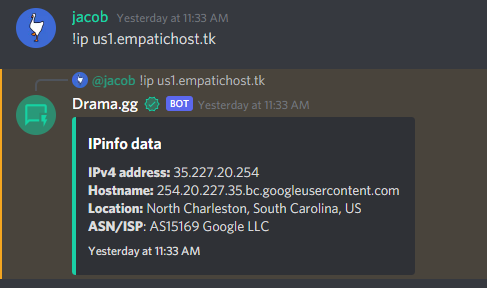 jacob Yesterday at 11:33 AM
!ip us1.empatichost.tk
@jacob !ip us1.empatichost.tk
Drama.gg BOT Yesterday at 11:33 AM
IPinfo data
IPv4 address: 35.227.20.254
Hostname: 254.20.227.35.bc.googleusercontent.com
Location: North Charleston, South Carolina, US
ASN/ISP: AS15169 Google LLC
Yesterday at 11:33 AM